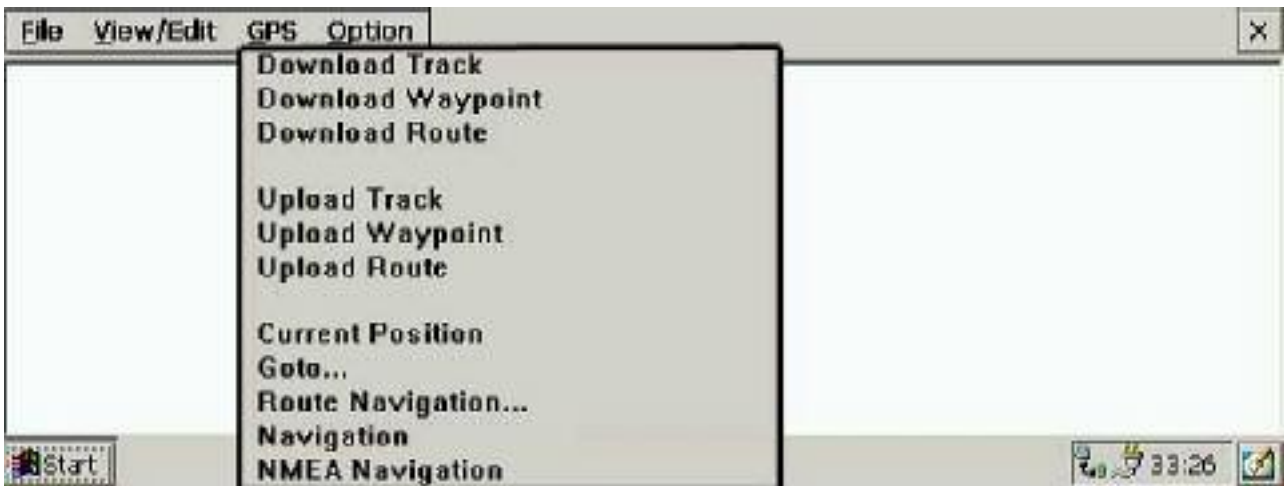 File View/Edit GPS Option
Download Track
Download Waypoint
Download Route
Upload Track
Upload Waypoint
Upload Route
Current Position
Goto...
Route Navigation...
Navigation
NMEA Navigation
Start 33:26